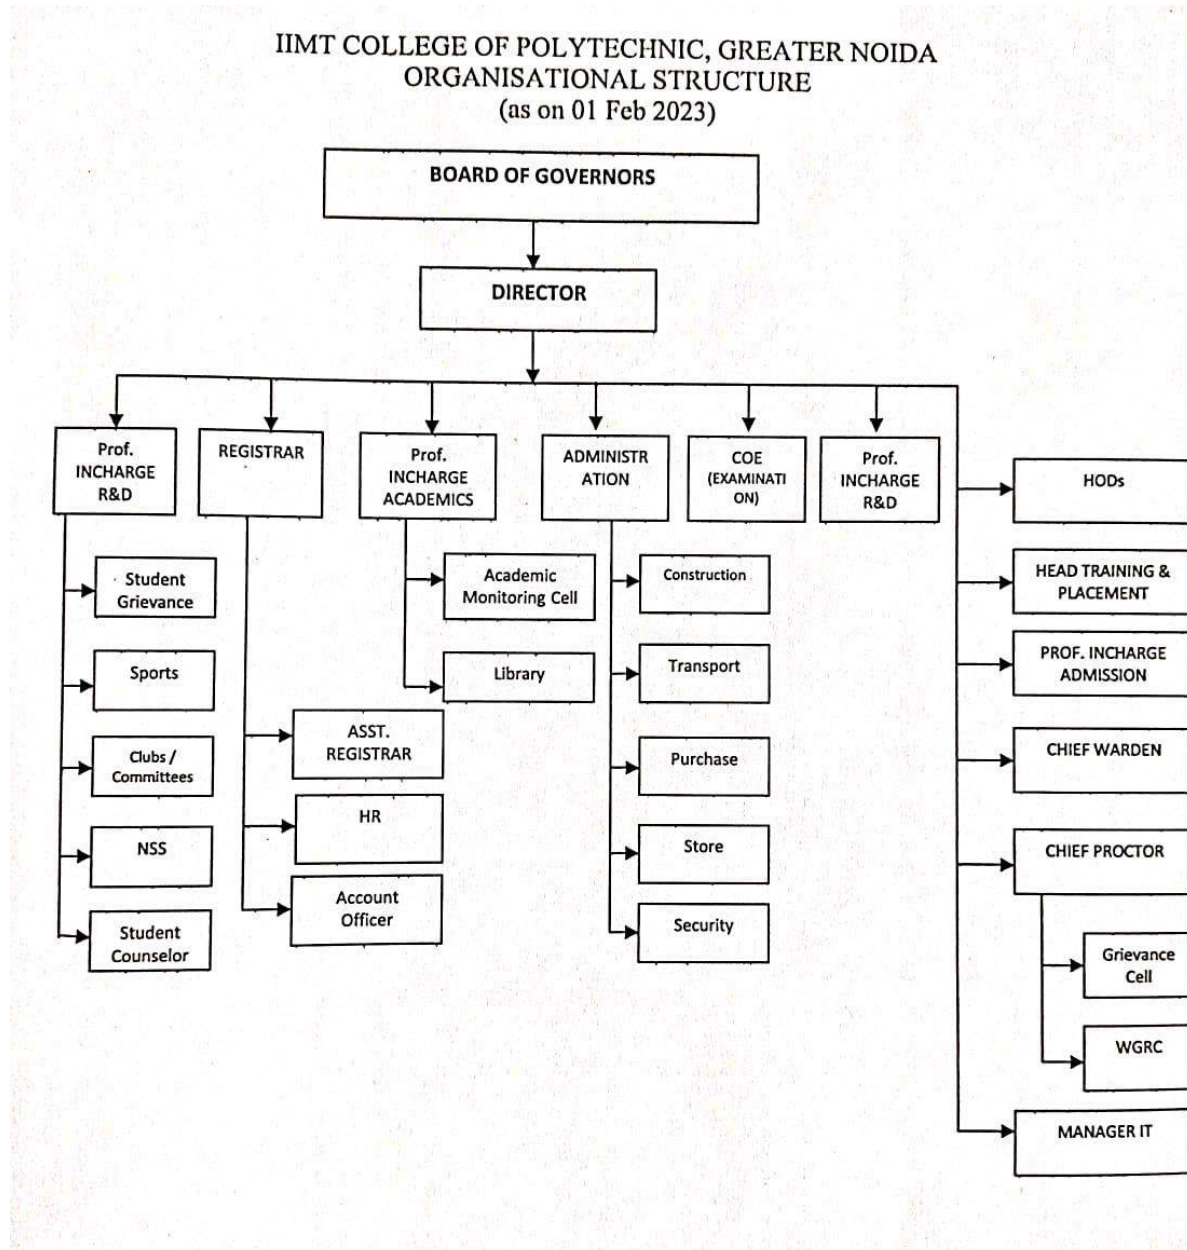 IIMT COLLEGE OF POLYTECHNIC, GREATER NOIDA
ORGANISATIONAL STRUCTURE
(as on 01 Feb 2023)
BOARD OF GOVERNORS
DIRECTOR
Prof.
INCHARGE
R&D
REGISTRAR
Prof.
INCHARGE
ACADEMICS
ADMINISTR
ATION
COE
(EXAMINATI
ON)
Prof.
INCHARGE
R&D
HODs
HEAD TRAINING &
PLACEMENT
PROF. INCHARGE
ADMISSION
CHIEF WARDEN
CHIEF PROCTOR
Grievance
Cell
WGRC
MANAGER IT
Student
Grievance
Sports
Clubs /
Committees
NSS
Student
Counselor
ASST.
REGISTRAR
HR
Account
Officer
Academic
Monitoring Cell
Library
Construction
Transport
Purchase
Store
Security